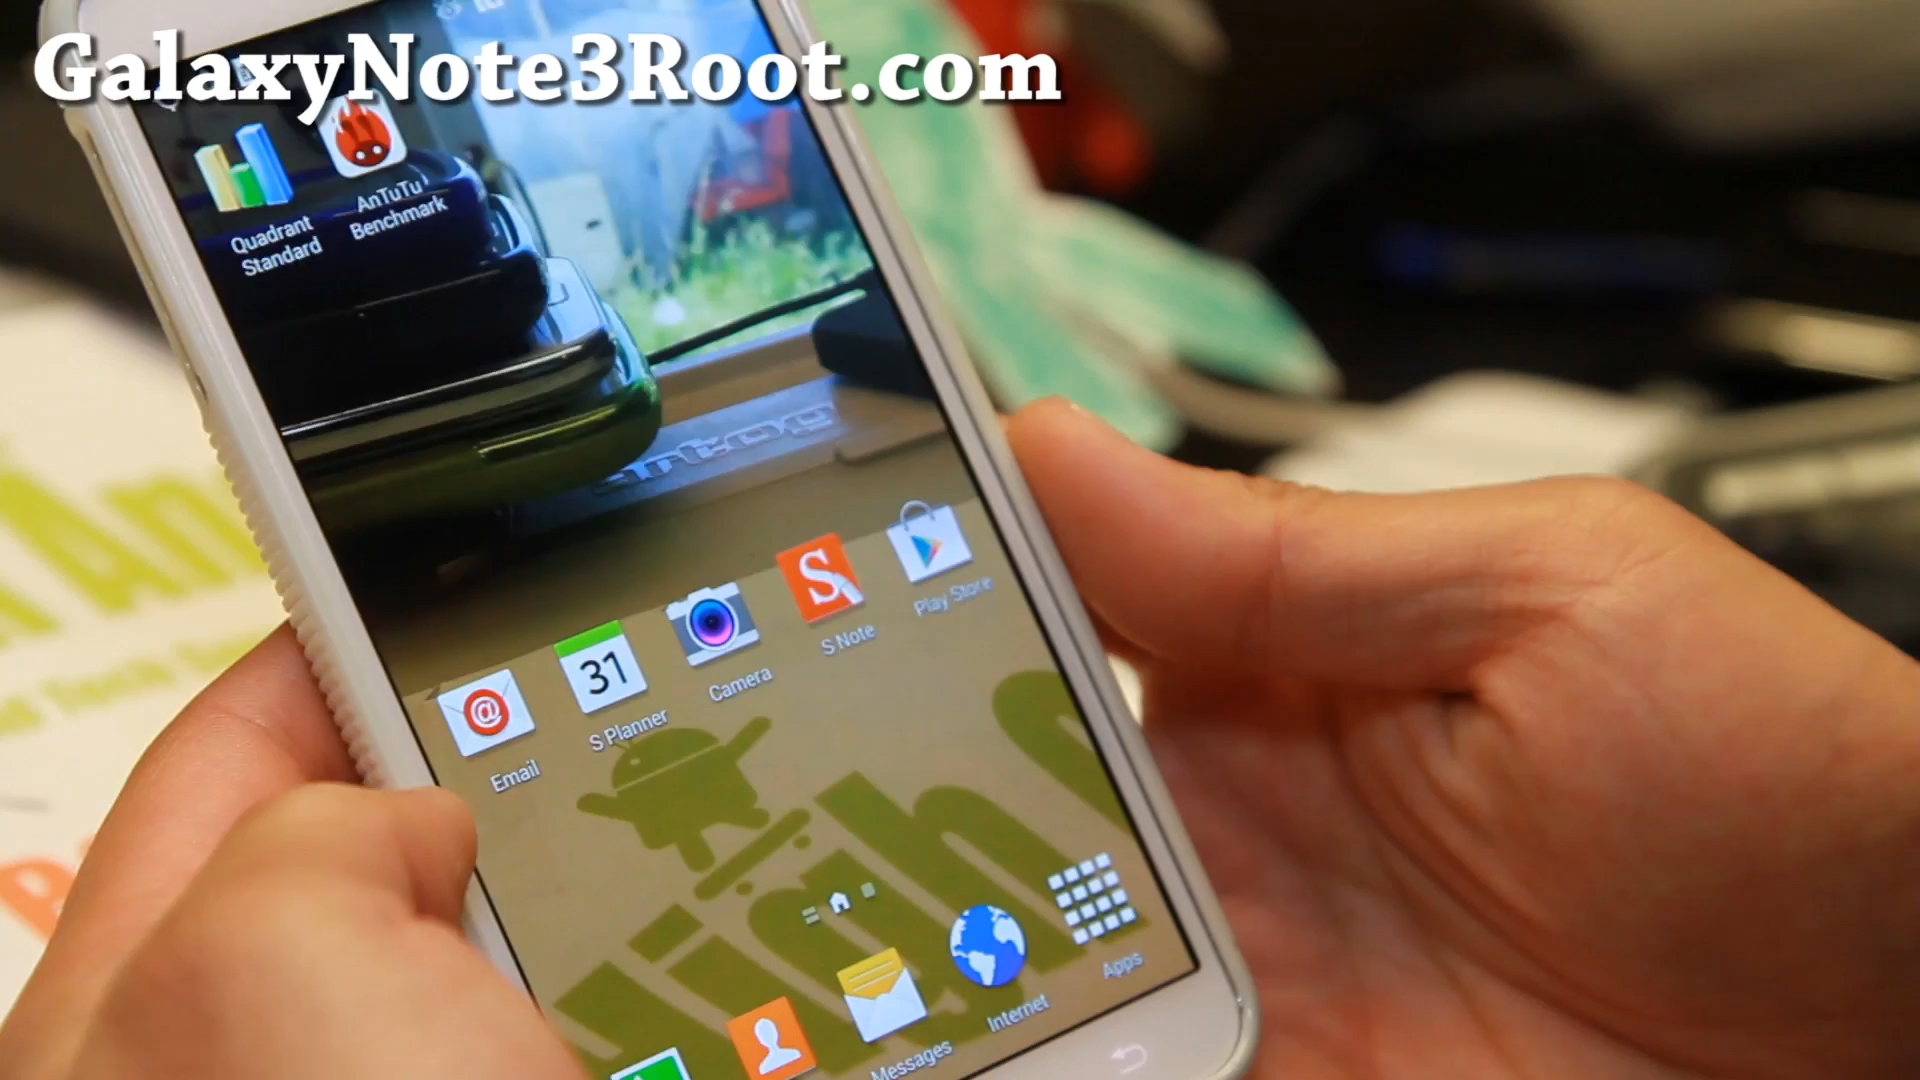 GalaxyNote3Root.com
Quadrant
Standard
AnTuTu
Benchmark
Play Store
S Note
Camera
31
S Planner
@
Email
Apps
Internet
Messages